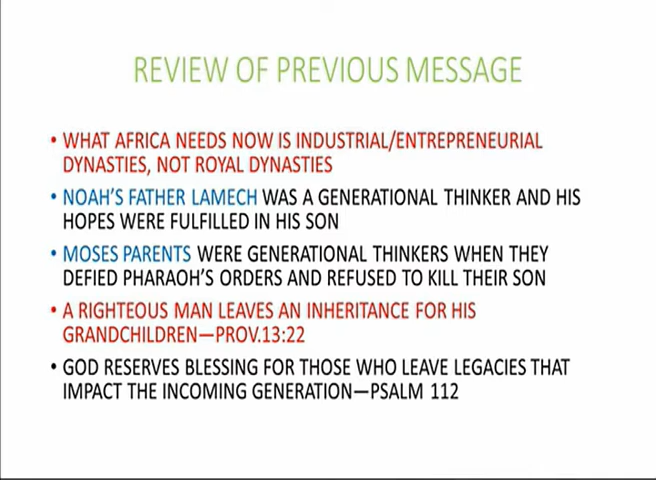 REVIEW OF PREVIOUS MESSAGE
• WHAT AFRICA NEEDS NOW IS INDUSTRIAL/ENTREPRENEURIAL
DYNASTIES, NOT ROYAL DYNASTIES
• NOAH'S FATHER LAMECH WAS A GENERATIONAL THINKER AND HIS
HOPES WERE FULFILLED IN HIS SON
• MOSES PARENTS WERE GENERATIONAL THINKERS WHEN THEY
DEFIED PHARAOH'S ORDERS AND REFUSED TO KILL THEIR SON
• A RIGHTEOUS MAN LEAVES AN INHERITANCE FOR HIS
GRANDCHILDREN—PROV.13:22
• GOD RESERVES BLESSING FOR THOSE WHO LEAVE LEGACIES THAT
IMPACT THE INCOMING GENERATION—PSALM 112